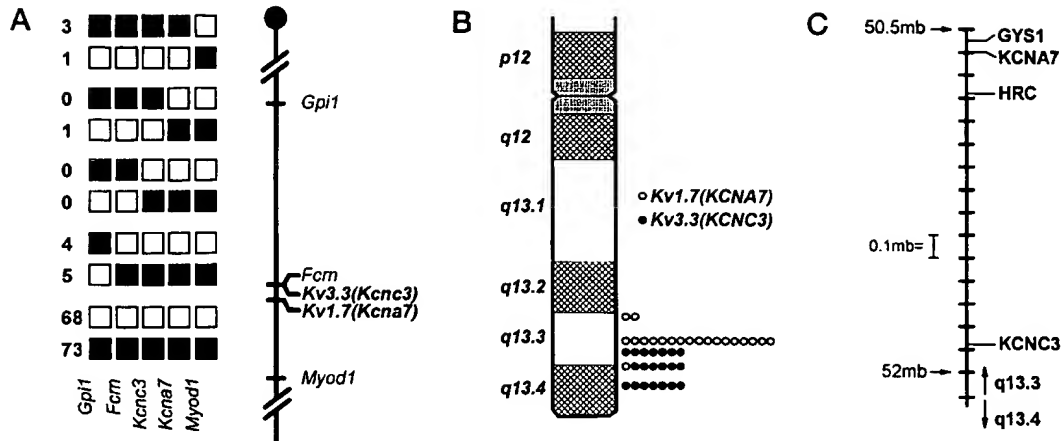 A
3
1
0
1
0
0
4
5
68
73
Gpi1
Fcrn
Kcnc3
Kcna7
Myod1
Gpi1
Fcrn
Kv3.3(Kcnc3)
Kv1.7(Kcna7)
Myod1
B
p12
q12
q13.1
q13.2
q13.3
q13.4
Kv1.7(KCNA7)
Kv3.3(KCNC3)
C
50.5mb
GYS1
KCNA7
HRC
0.1mb=
KCNC3
52mb
q13.3
q13.4